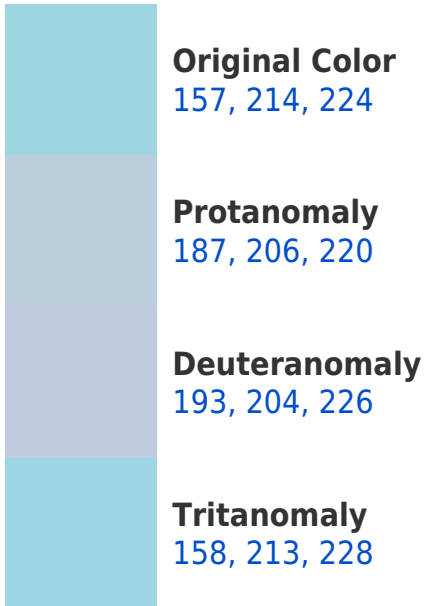 Original Color
157, 214, 224
Protanomaly
187, 206, 220
Deuteranomaly
193, 204, 226
Tritanomaly
158, 213, 228